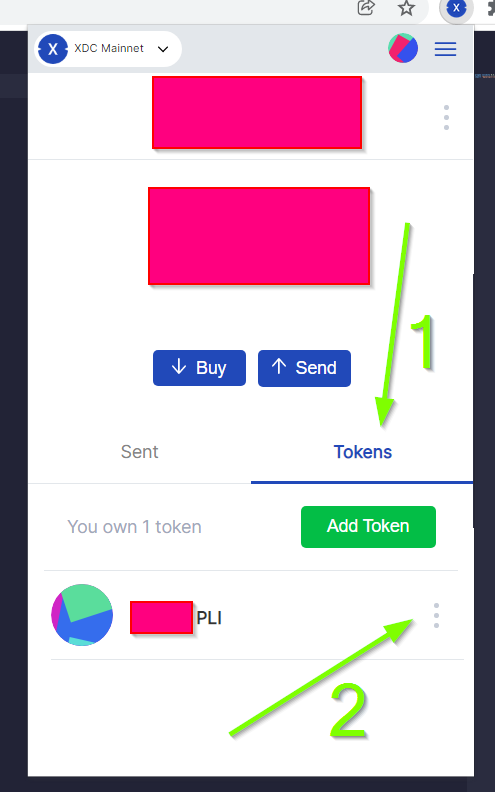 X XDC Mainnet
Buy
Send
1
Sent
Tokens
You own 1 token
Add Token
PLI
2